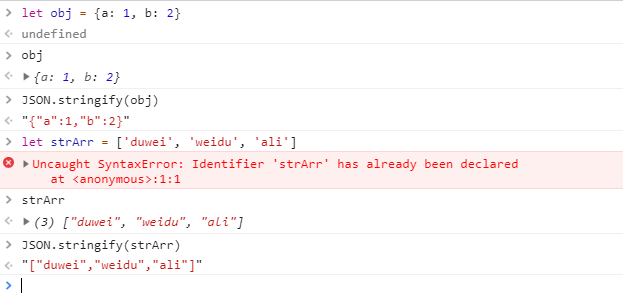 let obj = {a: 1, b: 2}
undefined
obj
{a: 1, b: 2}
JSON.stringify(obj)
"{"a":1,"b":2}"
let strArr = ['duwei', 'weidu', 'ali']
Uncaught SyntaxError: Identifier 'strArr' has already been declared
at <anonymous>:1:1
strArr
(3) ["duwei", "weidu", "ali"]
JSON.stringify(strArr)
"["duwei","weidu","ali"]"